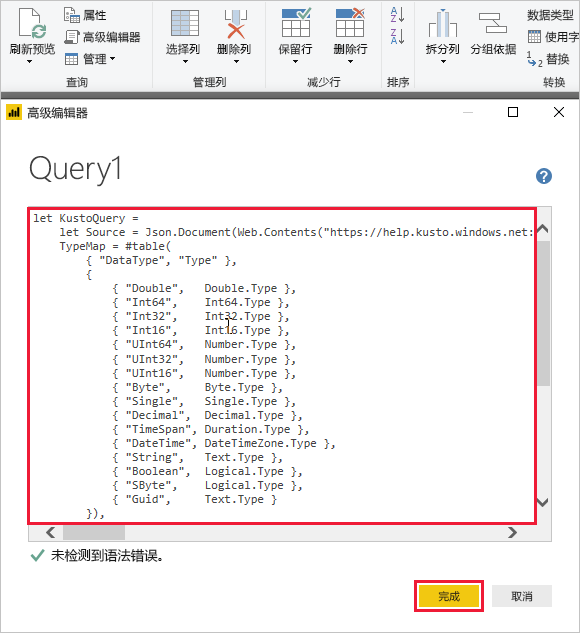 属性
刷新预览
高级编辑器
管理
查询
选择列
删除列
管理列
保留行
删除行
减少行
A
Z
Z
A
排序
拆分列
分组依据
数据类型
使用字
1
2
替换
转换
高级编辑器
Query1
?
let KustoQuery =
let Source = Json.Document(Web.Contents("https://help.kusto.windows.net:
TypeMap = #table(
{ "DataType", "Type" },
{
{ "Double", Double.Type },
{ "Int64", Int64.Type },
{ "Int32", Int32.Type },
{ "Int16", Int16.Type },
{ "UInt64", Number.Type },
{ "UInt32", Number.Type },
{ "UInt16", Number.Type },
{ "Byte", Byte.Type },
{ "Single", Single.Type },
{ "Decimal", Decimal.Type },
{ "TimeSpan", Duration.Type },
{ "DateTime", DateTimeZone.Type },
{ "String", Text.Type },
{ "Boolean", Logical.Type },
{ "SByte", Logical.Type },
{ "Guid", Text.Type }
}),
未检测到语法错误。
完成
取消